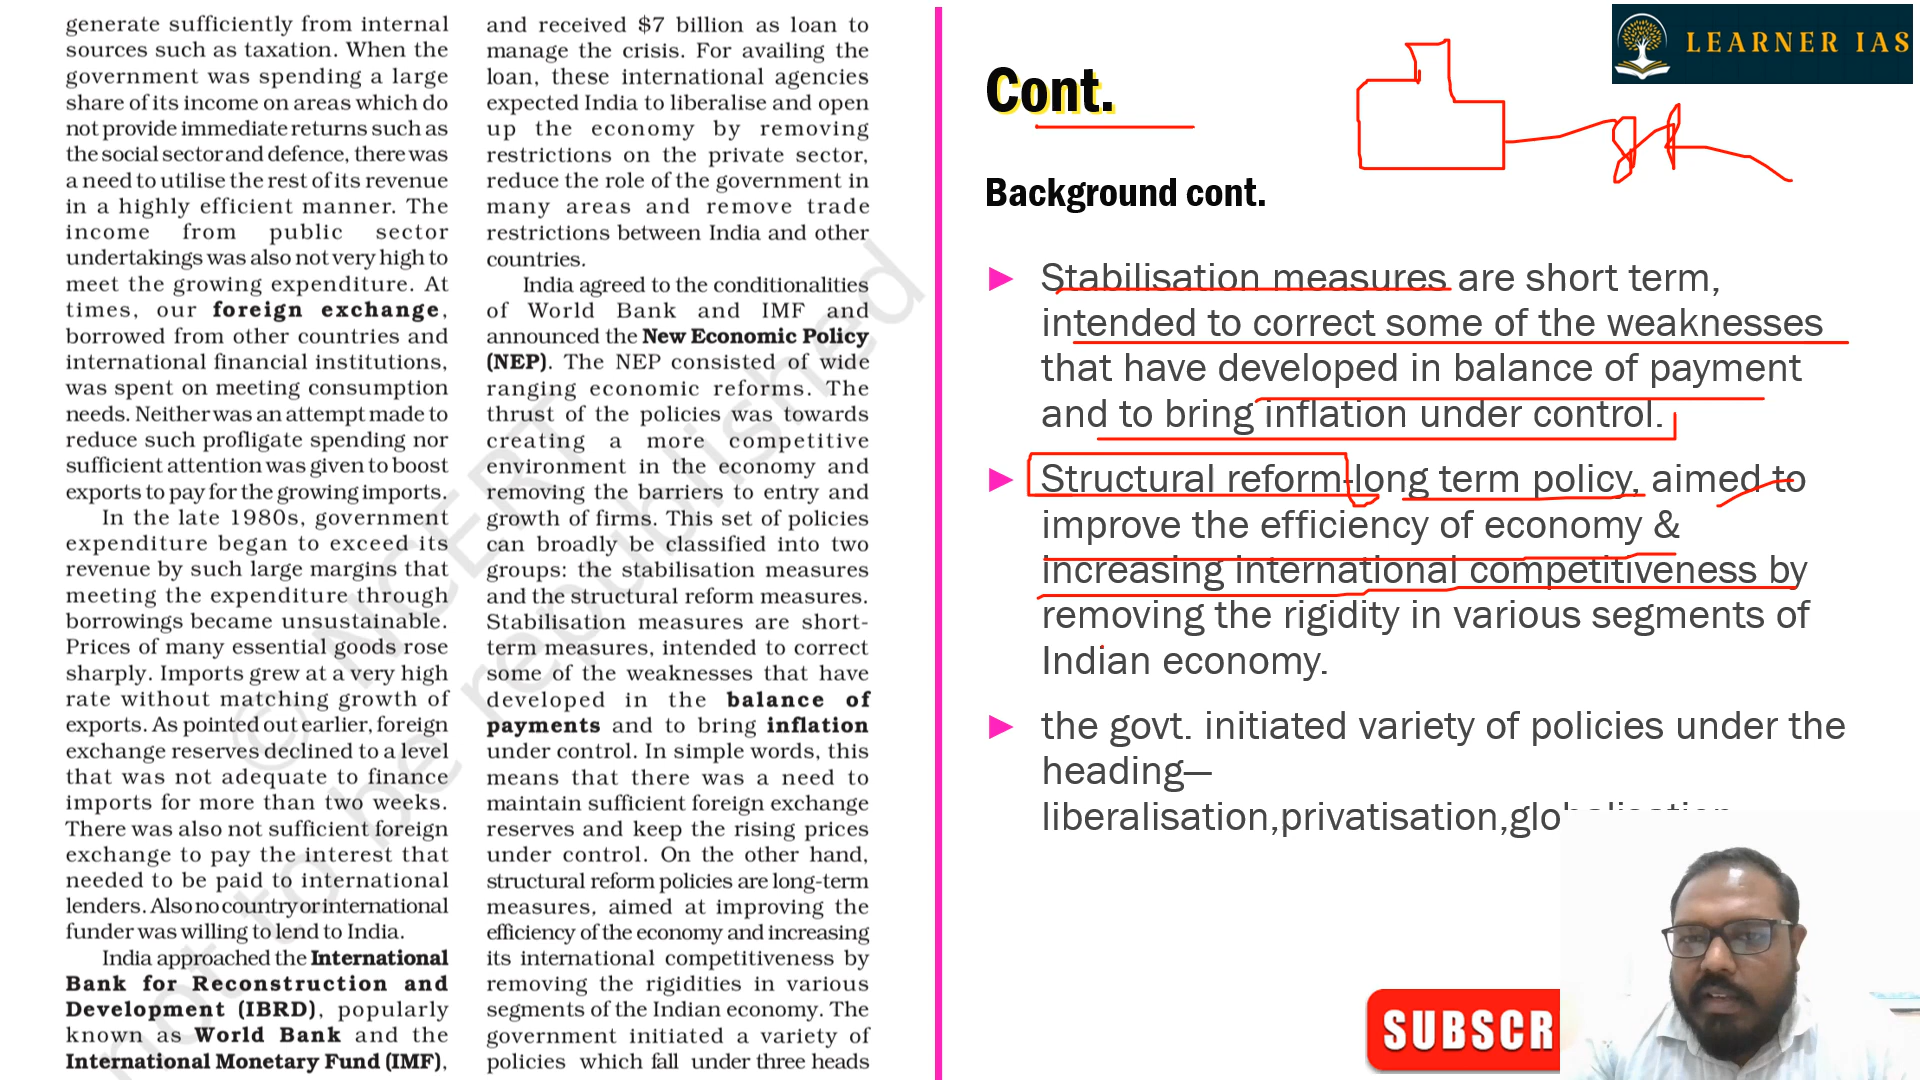 generate sufficiently from internal
sources such as taxation. When the
government was spending a large
share of its income on areas which do
not provide immediate returns such as
the social sector and defence, there was
a need to utilise the rest of its revenue
in a highly efficient manner. The
income from public sector
undertakings was also not very high to
meet the growing expenditure. At
times, our foreign exchange,
borrowed from other countries and
international financial institutions,
was spent on meeting consumption
needs. Neither was an attempt made to
reduce such profligate spending nor
sufficient attention was given to boost
exports to pay for the growing imports.
In the late 1980s, government
expenditure began to exceed its
revenue by such large margins that
meeting the expenditure through
borrowings became unsustainable.
Prices of many essential goods rose
sharply. Imports grew at a very high
rate without matching growth of
exports. As pointed out earlier, foreign
exchange reserves declined to a level
that was not adequate to finance
imports for more than two weeks.
There was also not sufficient foreign
exchange to pay the interest that
needed to be paid to international
lenders. Also no country or international
funder was willing to lend to India.
India approached the International
Bank for Reconstruction and
Development (IBRD), popularly
known as World Bank and the
International Monetary Fund (IMF),
and received $7 billion as loan to
manage the crisis. For availing the
loan, these international agencies
expected India to liberalise and open
up the economy by removing
restrictions on the private sector,
reduce the role of the government in
many areas and remove trade
restrictions between India and other
countries.
India agreed to the conditionalities
of World Bank and IMF and
announced the New Economic Policy
(NEP). The NEP consisted of wide
ranging economic reforms. The
thrust of the policies was towards
creating a more competitive
environment in the economy and
removing the barriers to entry and
growth of firms. This set of policies
can broadly be classified into two
groups: the stabilisation measures
and the structural reform measures.
Stabilisation measures are short-
term measures, intended to correct
some of the weaknesses that have
developed in the balance of
payments and to bring inflation
under control. In simple words, this
means that there was a need to
maintain sufficient foreign exchange
reserves and keep the rising prices
under control. On the other hand,
structural reform policies are long-term
measures, aimed at improving the
efficiency of the economy and increasing
its international competitiveness by
removing the rigidities in various
segments of the Indian economy. The
government initiated a variety of
policies which fall under three heads
© NCERT
not to be republished
LEARNER IAS
Cont.
Background cont.
Stabilisation measures are short term,
intended to correct some of the weaknesses
that have developed in balance of payment
and to bring inflation under control.
Structural reform-long term policy, aimed to
improve the efficiency of economy &
increasing international competitiveness by
removing the rigidity in various segments of
Indian economy.
the govt. initiated variety of policies under the
heading—
liberalisation,privatisation,globalisation
SUBSCR